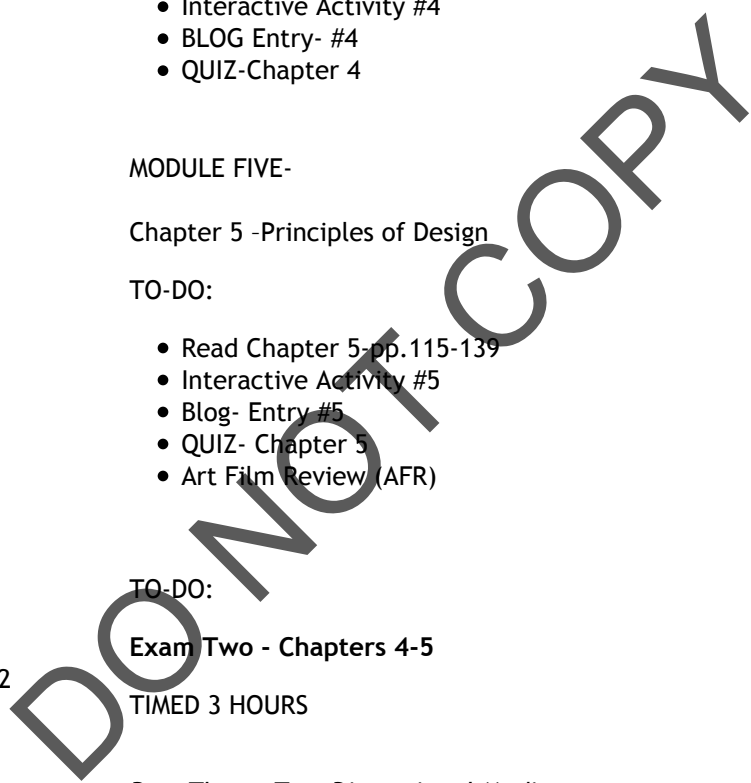 • Interactive Activity #4
• BLOG Entry- #4
• QUIZ-Chapter 4
MODULE FIVE-
Chapter 5 –Principles of Design
TO-DO:
• Read Chapter 5-pp.115-139
• Interactive Activity #5
• Blog- Entry #5
• QUIZ- Chapter 5
• Art Film Review (AFR)
TO-DO:
Exam Two - Chapters 4-5
2
TIMED 3 HOURS
DO NOT COPY